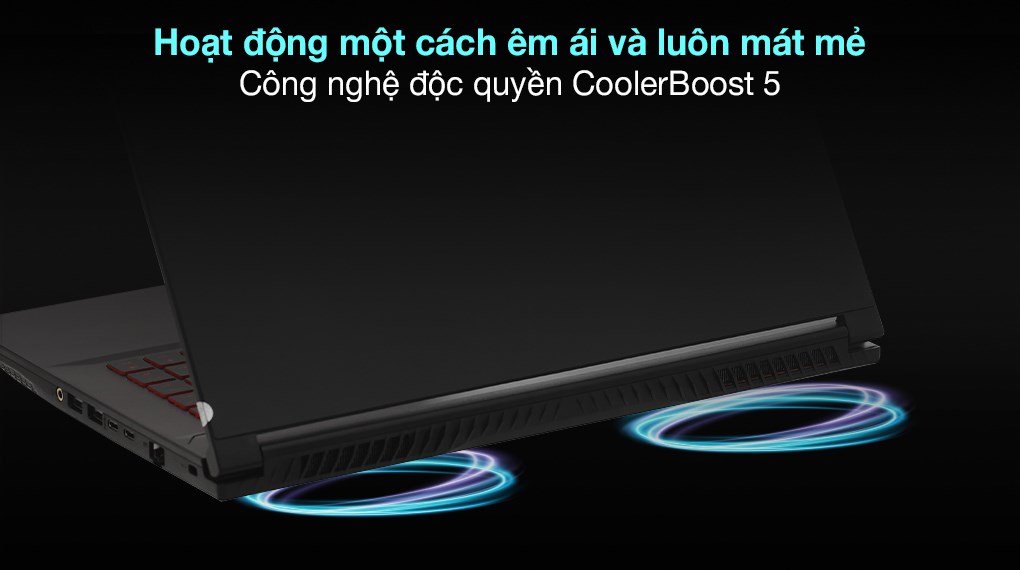 Hoạt động một cách êm ái và luôn mát mẻ
Công nghệ độc quyền CoolerBoost 5